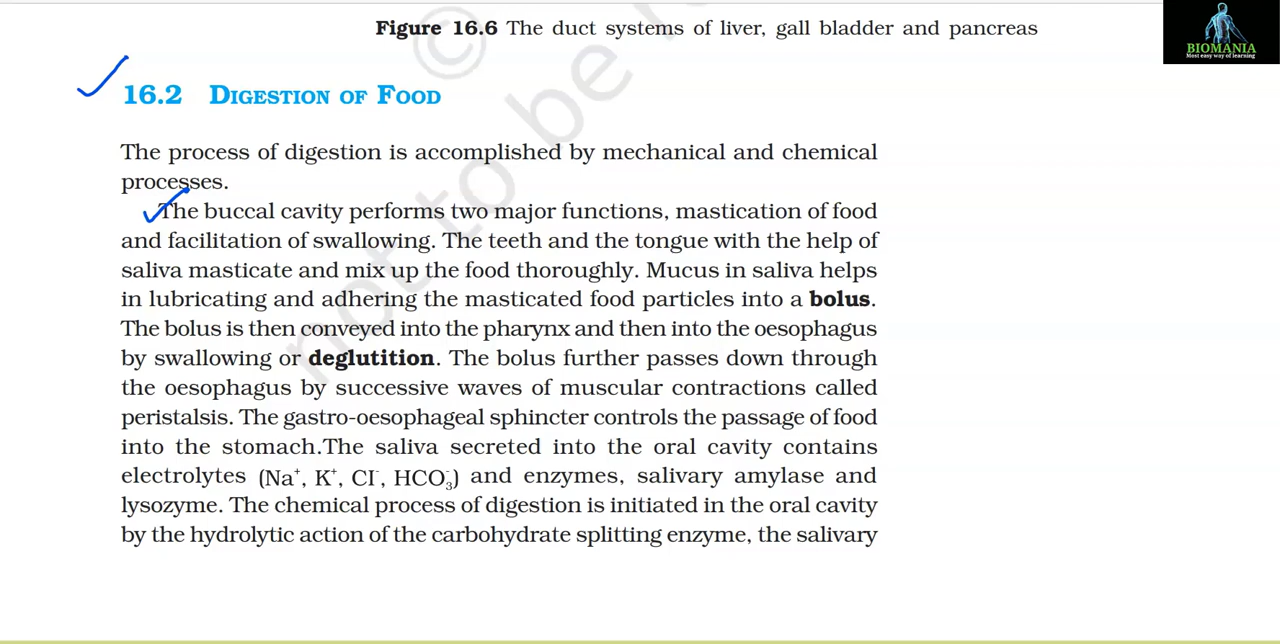 Figure 16.6 The duct systems of liver, gall bladder and pancreas
BIOMANIA
Most easy way of learning
16.2 DIGESTION OF FOOD
The process of digestion is accomplished by mechanical and chemical
processes.
The buccal cavity performs two major functions, mastication of food
and facilitation of swallowing. The teeth and the tongue with the help of
saliva masticate and mix up the food thoroughly. Mucus in saliva helps
in lubricating and adhering the masticated food particles into a bolus.
The bolus is then conveyed into the pharynx and then into the oesophagus
by swallowing or deglutition. The bolus further passes down through
the oesophagus by successive waves of muscular contractions called
peristalsis. The gastro-oesophageal sphincter controls the passage of food
into the stomach.The saliva secreted into the oral cavity contains
electrolytes (Na⁺, K⁺, Cl⁻, HCO₃⁻) and enzymes, salivary amylase and
lysozyme. The chemical process of digestion is initiated in the oral cavity
by the hydrolytic action of the carbohydrate splitting enzyme, the salivary
© not to be